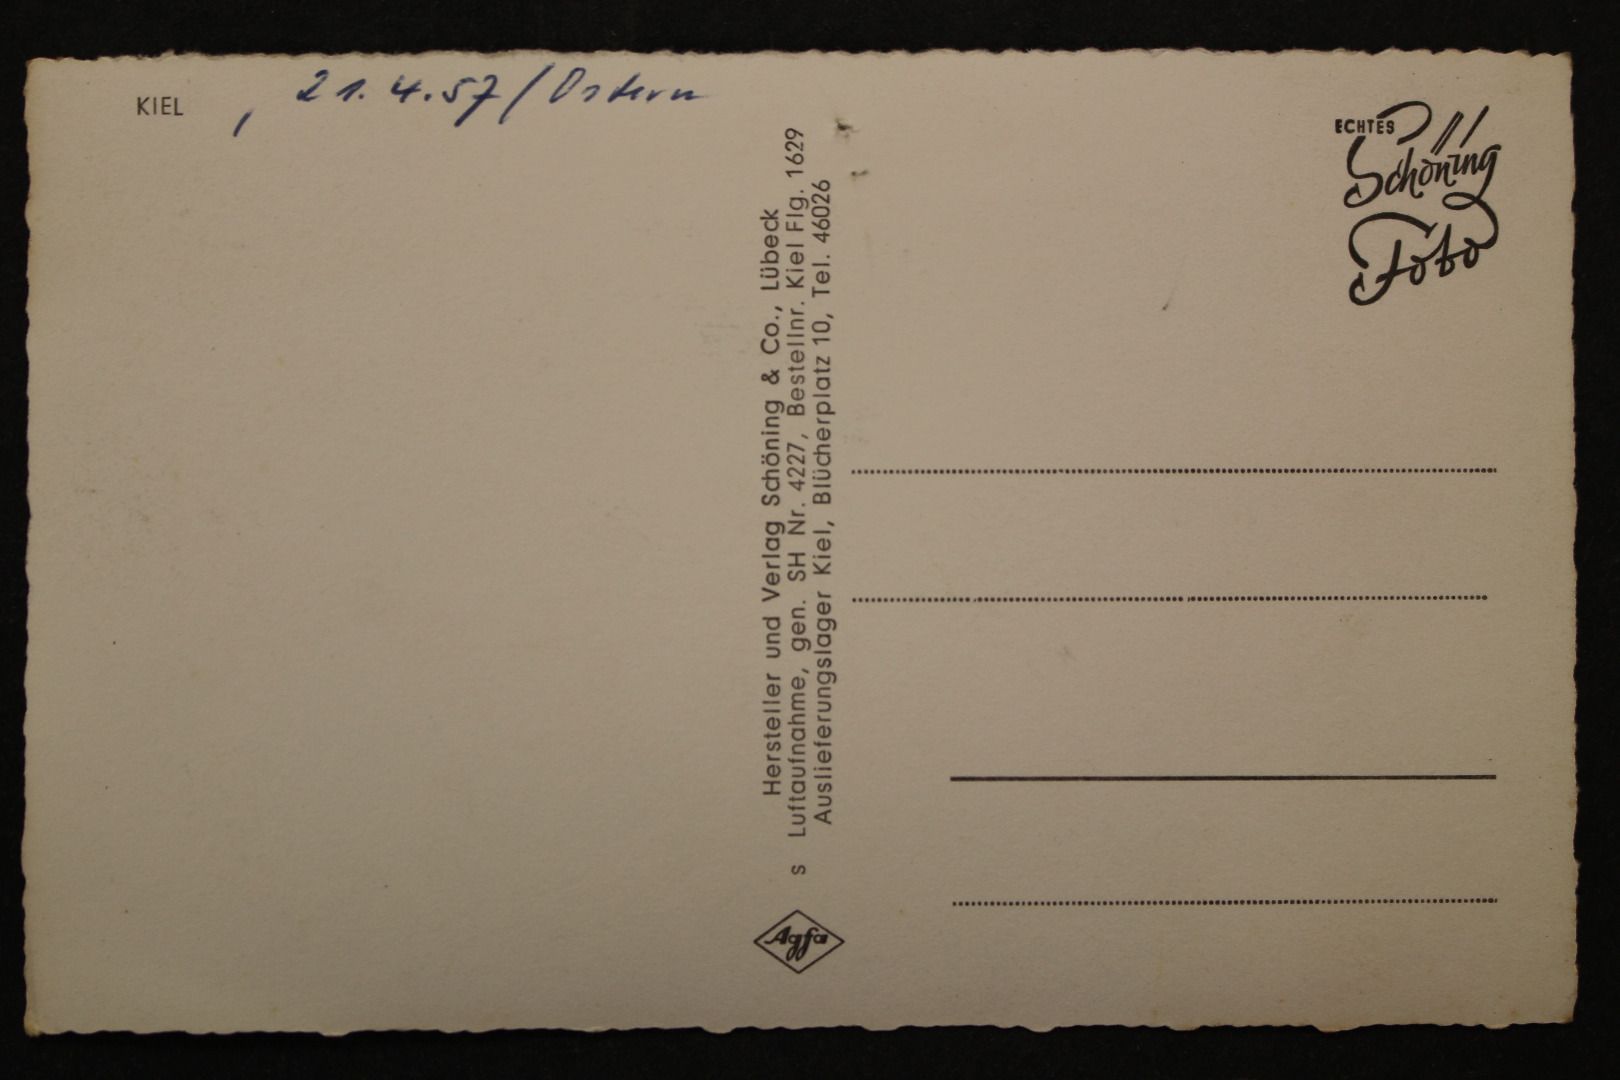 KIEL , 21.4.57 / Ostern
Hersteller und Verlag Schöning & Co., Lübeck
s Luftaufnahme, gen. SH Nr. 4227, Bestellnr. Kiel Flg. 1629
Auslieferungslager Kiel, Blücherplatz 10, Tel. 46026
Agfa
ECHTES
Schöning
Foto